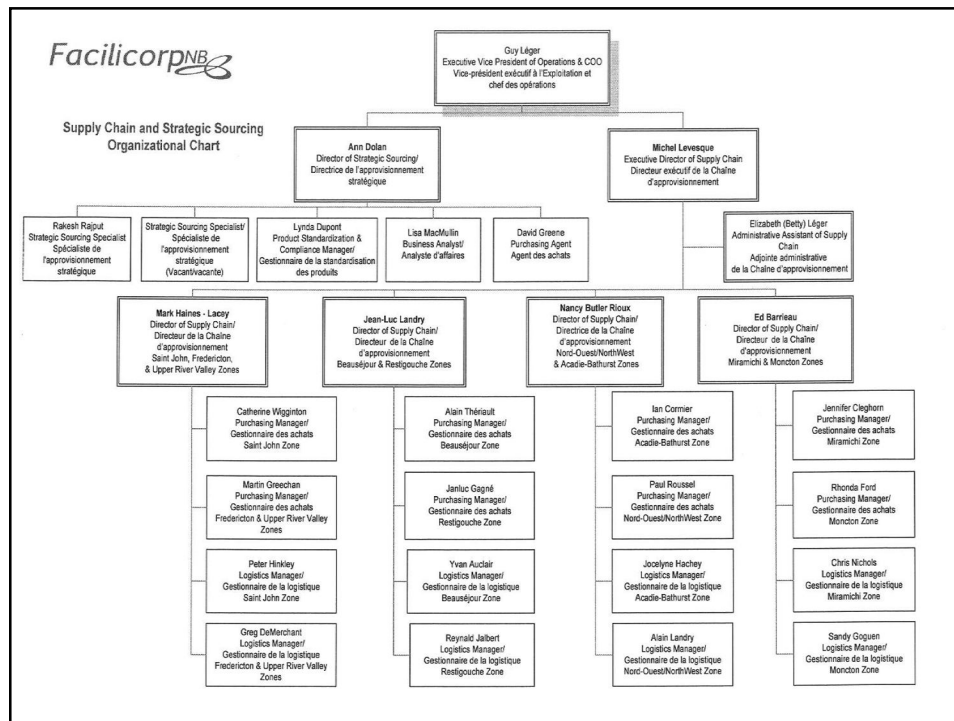 FacilicorpNB
Guy Léger
Executive Vice President of Operations & COO
Vice-président exécutif à l'Exploitation et
chef des opérations
Supply Chain and Strategic Sourcing
Organizational Chart
Ann Dolan
Director of Strategic Sourcing/
Directrice de l'approvisionnement
stratégique
Michel Levesque
Executive Director of Supply Chain
Directeur exécutif de la Chaîne
d'approvisionnement
Rakesh Rajput
Strategic Sourcing Specialist
Spécialiste de
l'approvisionnement
stratégique
Strategic Sourcing Specialist/
Spécialiste de
l'approvisionnement
stratégique
(Vacant/vacante)
Lynda Dupont
Product Standardization &
Compliance Manager/
Gestionnaire de la standardisation
des produits
Lisa MacMullin
Business Analyst/
Analyste d'affaires
David Greene
Purchasing Agent
Agent des achats
Elizabeth (Betty) Léger
Administrative Assistant of Supply
Chain
Adjointe administrative
de la Chaîne d'approvisionnement
Mark Haines - Lacey
Director of Supply Chain/
Directeur de la Chaîne
d'approvisionnement
Saint John, Fredericton,
& Upper River Valley Zones
Jean-Luc Landry
Director of Supply Chain/
Directeur de la Chaîne
d'approvisionnement
Beauséjour & Restigouche Zones
Nancy Butler Rioux
Director of Supply Chain/
Directrice de la Chaîne
d'approvisionnement
Nord-Ouest/NorthWest
& Acadie-Bathurst Zones
Ed Barrieau
Director of Supply Chain/
Directeur de la Chaîne
d'approvisionnement
Miramichi & Moncton Zones
Catherine Wigginton
Purchasing Manager/
Gestionnaire des achats
Saint John Zone
Alain Thériault
Purchasing Manager/
Gestionnaire des achats
Beauséjour Zone
Ian Cormier
Purchasing Manager/
Gestionnaire des achats
Acadie-Bathurst Zone
Jennifer Cleghorn
Purchasing Manager/
Gestionnaire des achats
Miramichi Zone
Martin Greechan
Purchasing Manager/
Gestionnaire des achats
Fredericton & Upper River Valley
Zones
Janluc Gagné
Purchasing Manager/
Gestionnaire des achats
Restigouche Zone
Paul Roussel
Purchasing Manager/
Gestionnaire des achats
Nord-Ouest/NorthWest Zone
Rhonda Ford
Purchasing Manager/
Gestionnaire des achats
Moncton Zone
Peter Hinkley
Logistics Manager/
Gestionnaire de la logistique
Saint John Zone
Yvan Auclair
Logistics Manager/
Gestionnaire de la logistique
Beauséjour Zone
Jocelyne Hachey
Logistics Manager/
Gestionnaire de la logistique
Acadie-Bathurst Zone
Chris Nichols
Logistics Manager/
Gestionnaire de la logistique
Miramichi Zone
Greg DeMerchant
Logistics Manager/
Gestionnaire de la logistique
Fredericton & Upper River Valley
Zones
Reynald Jalbert
Logistics Manager/
Gestionnaire de la logistique
Restigouche Zone
Alain Landry
Logistics Manager/
Gestionnaire de la logistique
Nord-Ouest/NorthWest Zone
Sandy Goguen
Logistics Manager/
Gestionnaire de la logistique
Moncton Zone